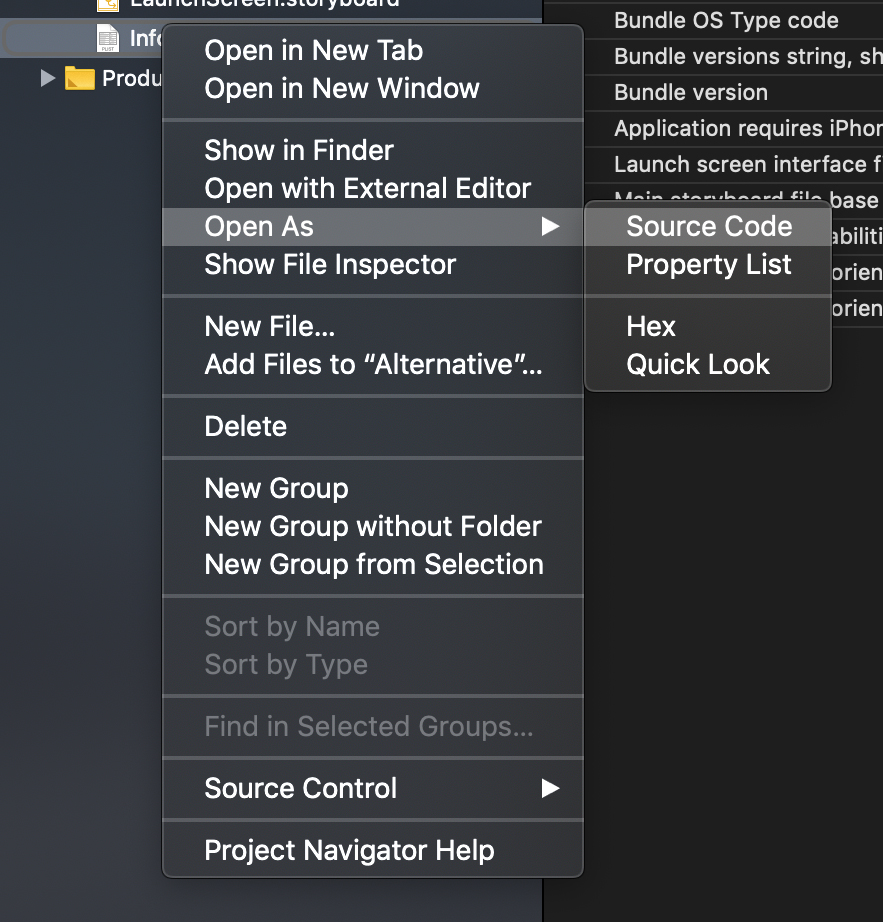 LaunchScreen.storyboard
Info
Produ
Open in New Tab
Open in New Window
Show in Finder
Open with External Editor
Open As
Show File Inspector
New File...
Add Files to “Alternative”...
Delete
New Group
New Group without Folder
New Group from Selection
Sort by Name
Sort by Type
Find in Selected Groups...
Source Control
Project Navigator Help
Source Code
Property List
Hex
Quick Look
Bundle OS Type code
Bundle versions string, sh
Bundle version
Application requires iPhon
Launch screen interface f
Main storyboard file base
abiliti
orien
orien